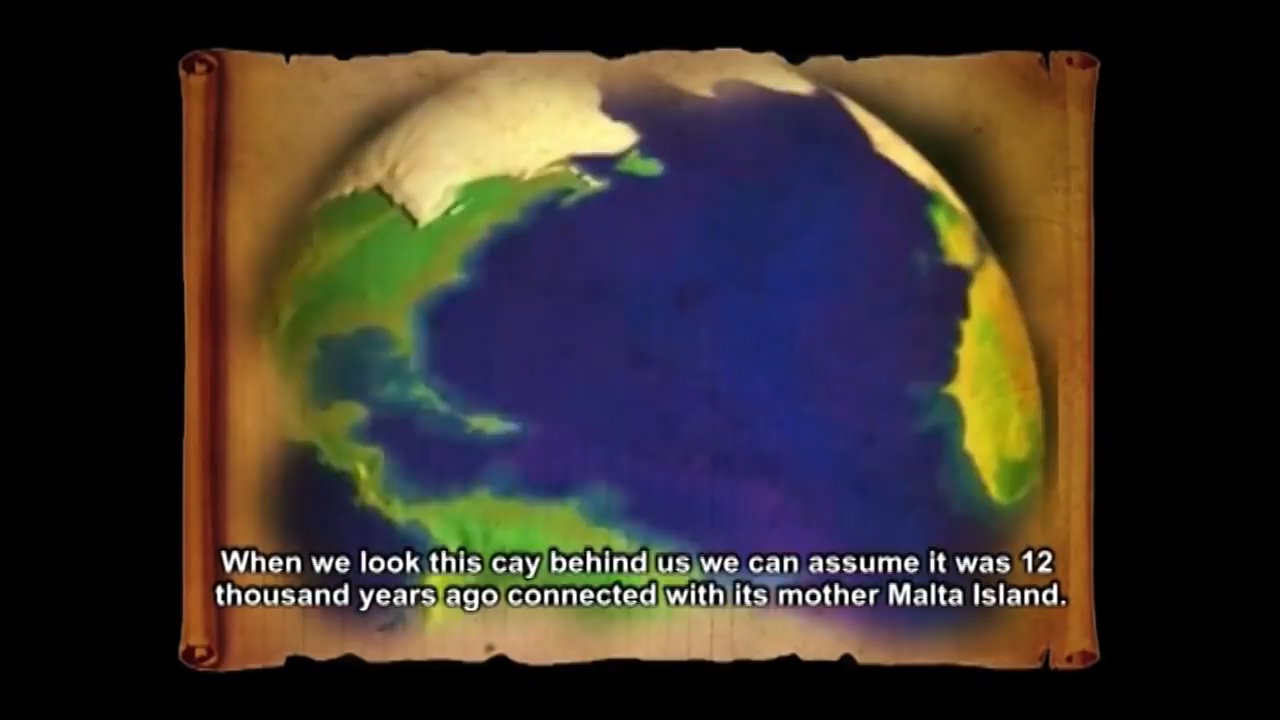 When we look this cay behind us we can assume it was 12
thousand years ago connected with its mother Malta Island.